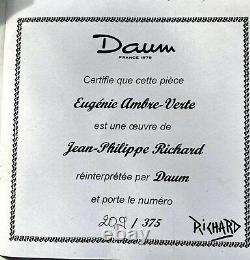 Daum
FRANCE 1878
Certifie que cette pièce
Eugénie Ambre-Verte
est une œuvre de
Jean-Philippe Richard
réinterprétée par Daum
et porte le numéro
209 / 375
RICHARD